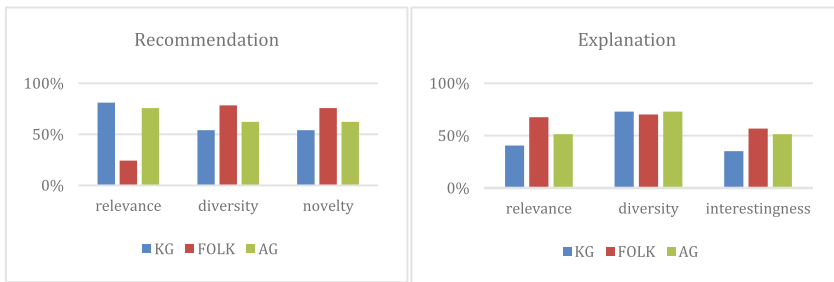 Recommendation
100%
50%
0%
relevance diversity novelty
KG FOLK AG
Explanation
100%
50%
0%
relevance diversity interestingness
KG FOLK AG